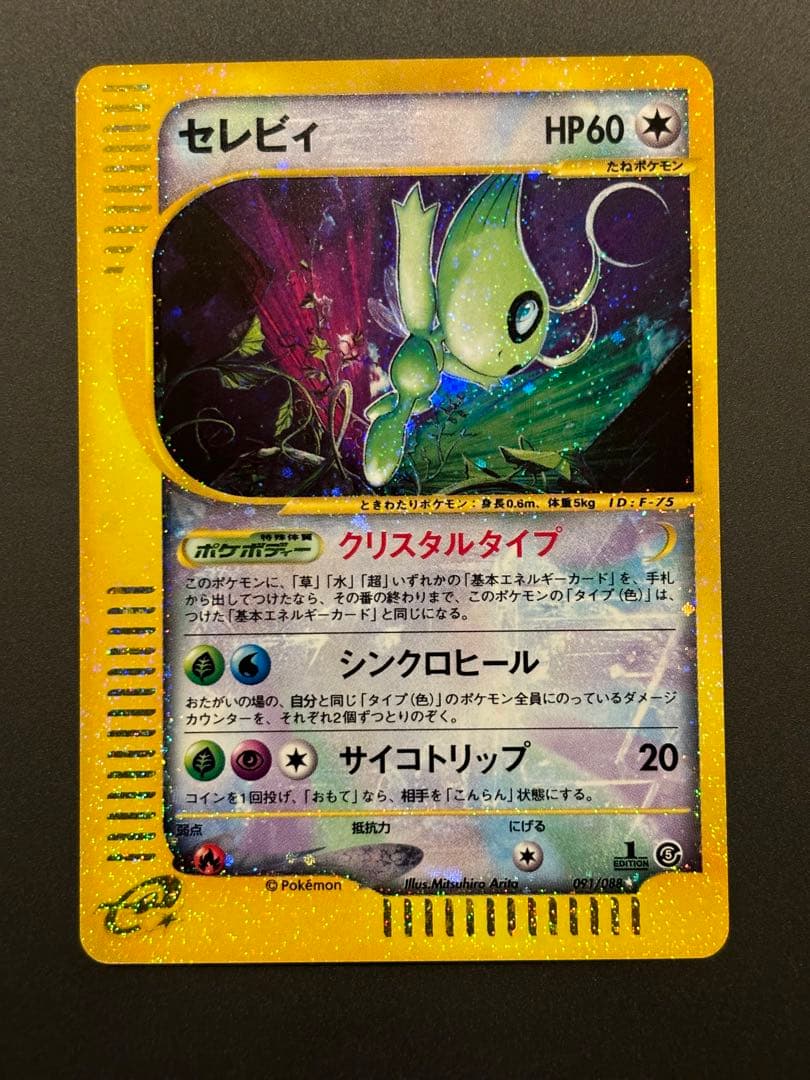 セレビィ HP60
たねポケモン
ときわたりポケモン：身長0.6m、体重5kg ID：F-75
特殊体質
ポケボディー クリスタルタイプ
このポケモンに、「草」「水」「超」いずれかの「基本エネルギーカード」を、手札
から出してつけたなら、その番の終わりまで、このポケモンの「タイプ（色）」は、
つけた「基本エネルギーカード」と同じになる。
シンクロヒール
おたがいの場の、自分と同じ「タイプ（色）」のポケモン全員にのっているダメージ
カウンターを、それぞれ2個ずつとりのぞく。
サイコトリップ 20
コインを1回投げ、「おもて」なら、相手を「こんらん」状態にする。
弱点 抵抗力 にげる
1
EDITION
5
© Pokémon Illus.Mitsuhiro Arita 091/088
e